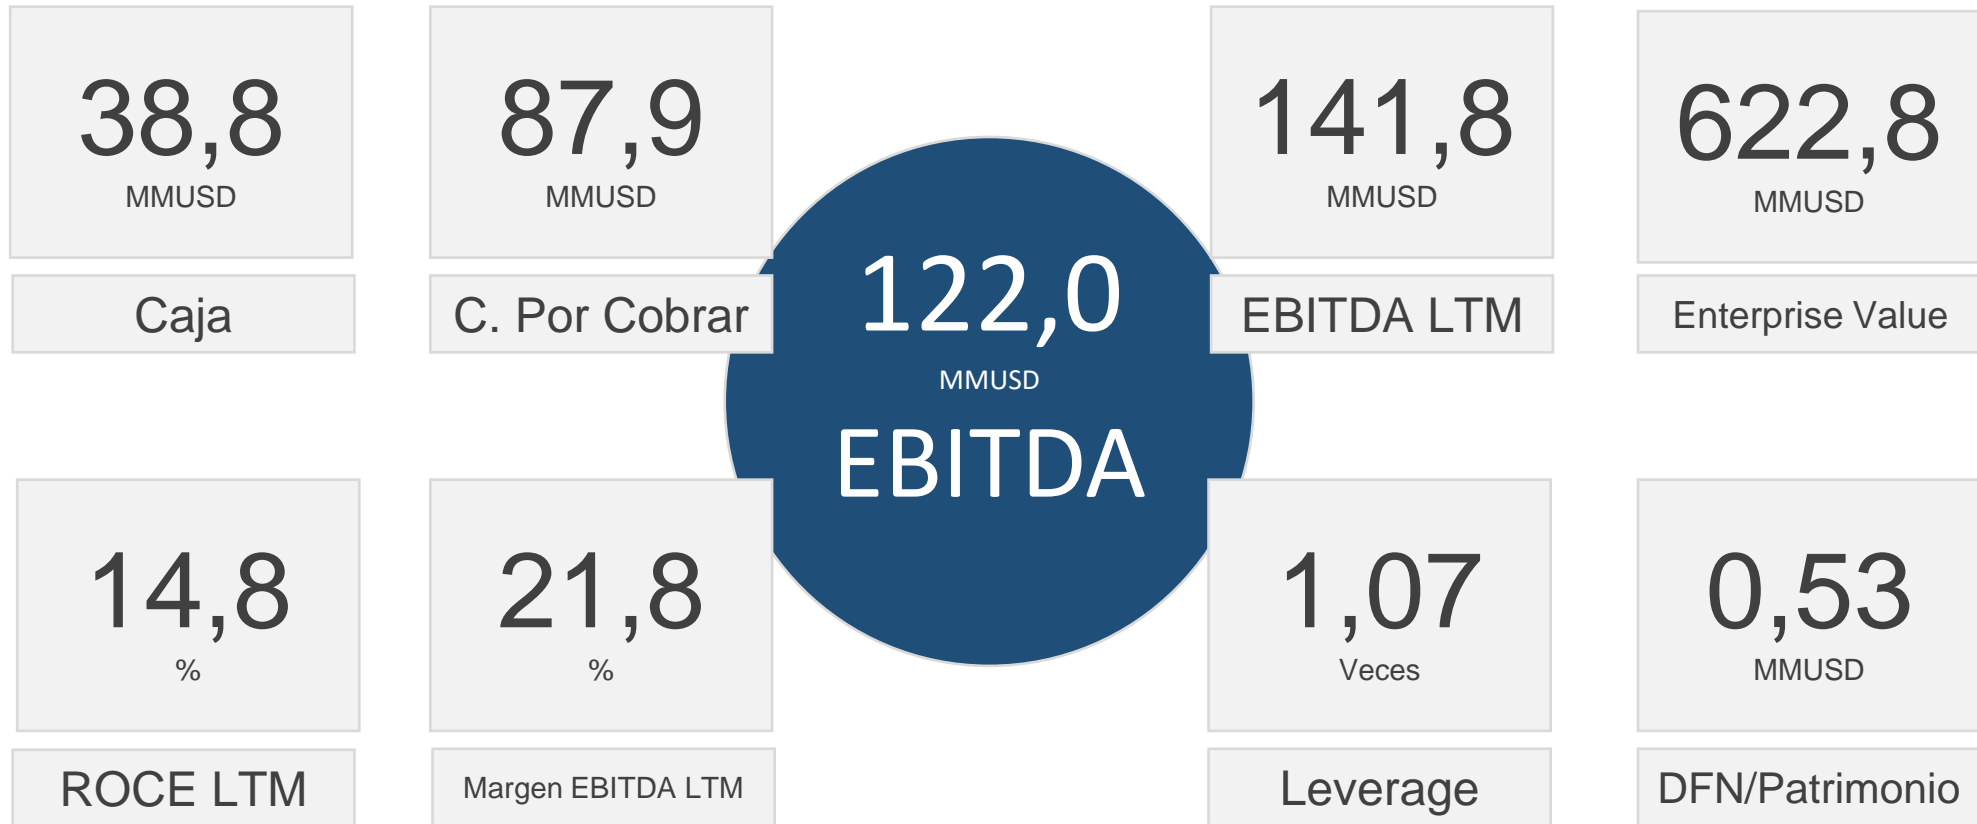 38,8
MMUSD
Caja
87,9
MMUSD
C. Por Cobrar
122,0
MMUSD
EBITDA
141,8
MMUSD
EBITDA LTM
622,8
MMUSD
Enterprise Value
14,8
%
ROCE LTM
21,8
%
Margen EBITDA LTM
1,07
Veces
Leverage
0,53
MMUSD
DFN/Patrimonio